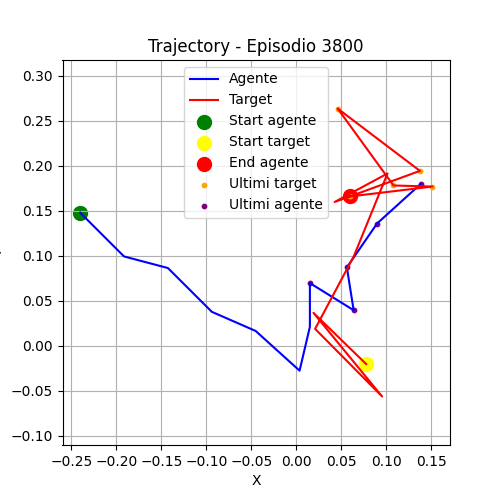 Trajectory - Episodio 3800
Agente
Target
Start agente
Start target
End agente
Ultimi target
Ultimi agente
0.30
0.25
0.20
0.15
0.10
0.05
0.00
−0.05
−0.10
−0.25 −0.20 −0.15 −0.10 −0.05 0.00 0.05 0.10 0.15
X